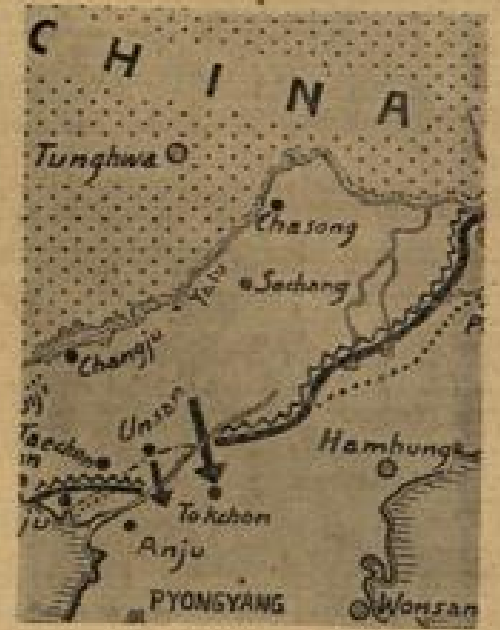 CHINA
Tunghwa
Chasong
Yalu
Sachang
Changju
Unsan
Taechon
Hamhung
Tokchon
Anju
PYONGYANG
Wonsan